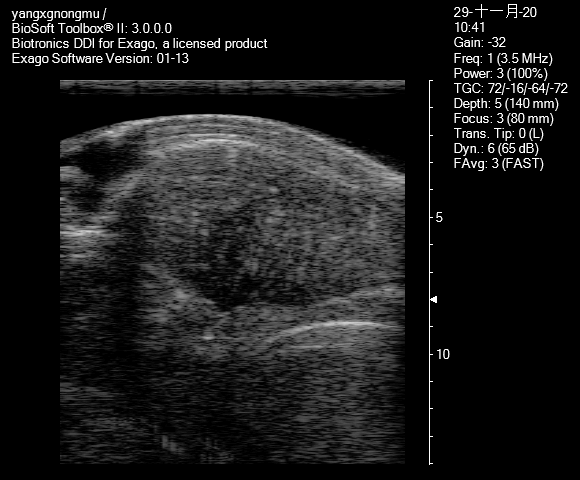 yangxgnongmu /
BioSoft Toolbox® II: 3.0.0.0
Biotronics DDI for Exago, a licensed product
Exago Software Version: 01-13
29-十一月-20
10:41
Gain: -32
Freq: 1 (3.5 MHz)
Power: 3 (100%)
TGC: 72/-16/-64/-72
Depth: 5 (140 mm)
Focus: 3 (80 mm)
Trans. Tip: 0 (L)
Dyn.: 6 (65 dB)
FAvg: 3 (FAST)
5
10